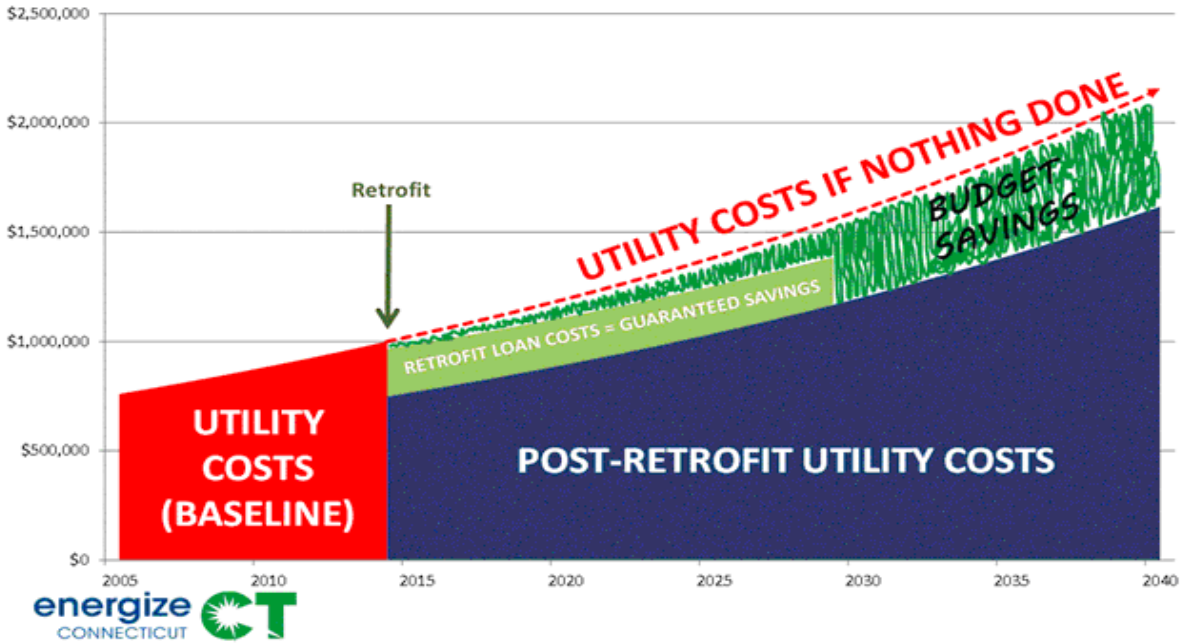 $2,500,000
$2,000,000
$1,500,000
$1,000,000
$500,000
$0
Retrofit
UTILITY COSTS IF NOTHING DONE
BUDGET
SAVINGS
RETROFIT LOAN COSTS = GUARANTEED SAVINGS
UTILITY
COSTS
(BASELINE)
POST-RETROFIT UTILITY COSTS
2005 2010 2015 2020 2025 2030 2035 2040
energize CT
CONNECTICUT